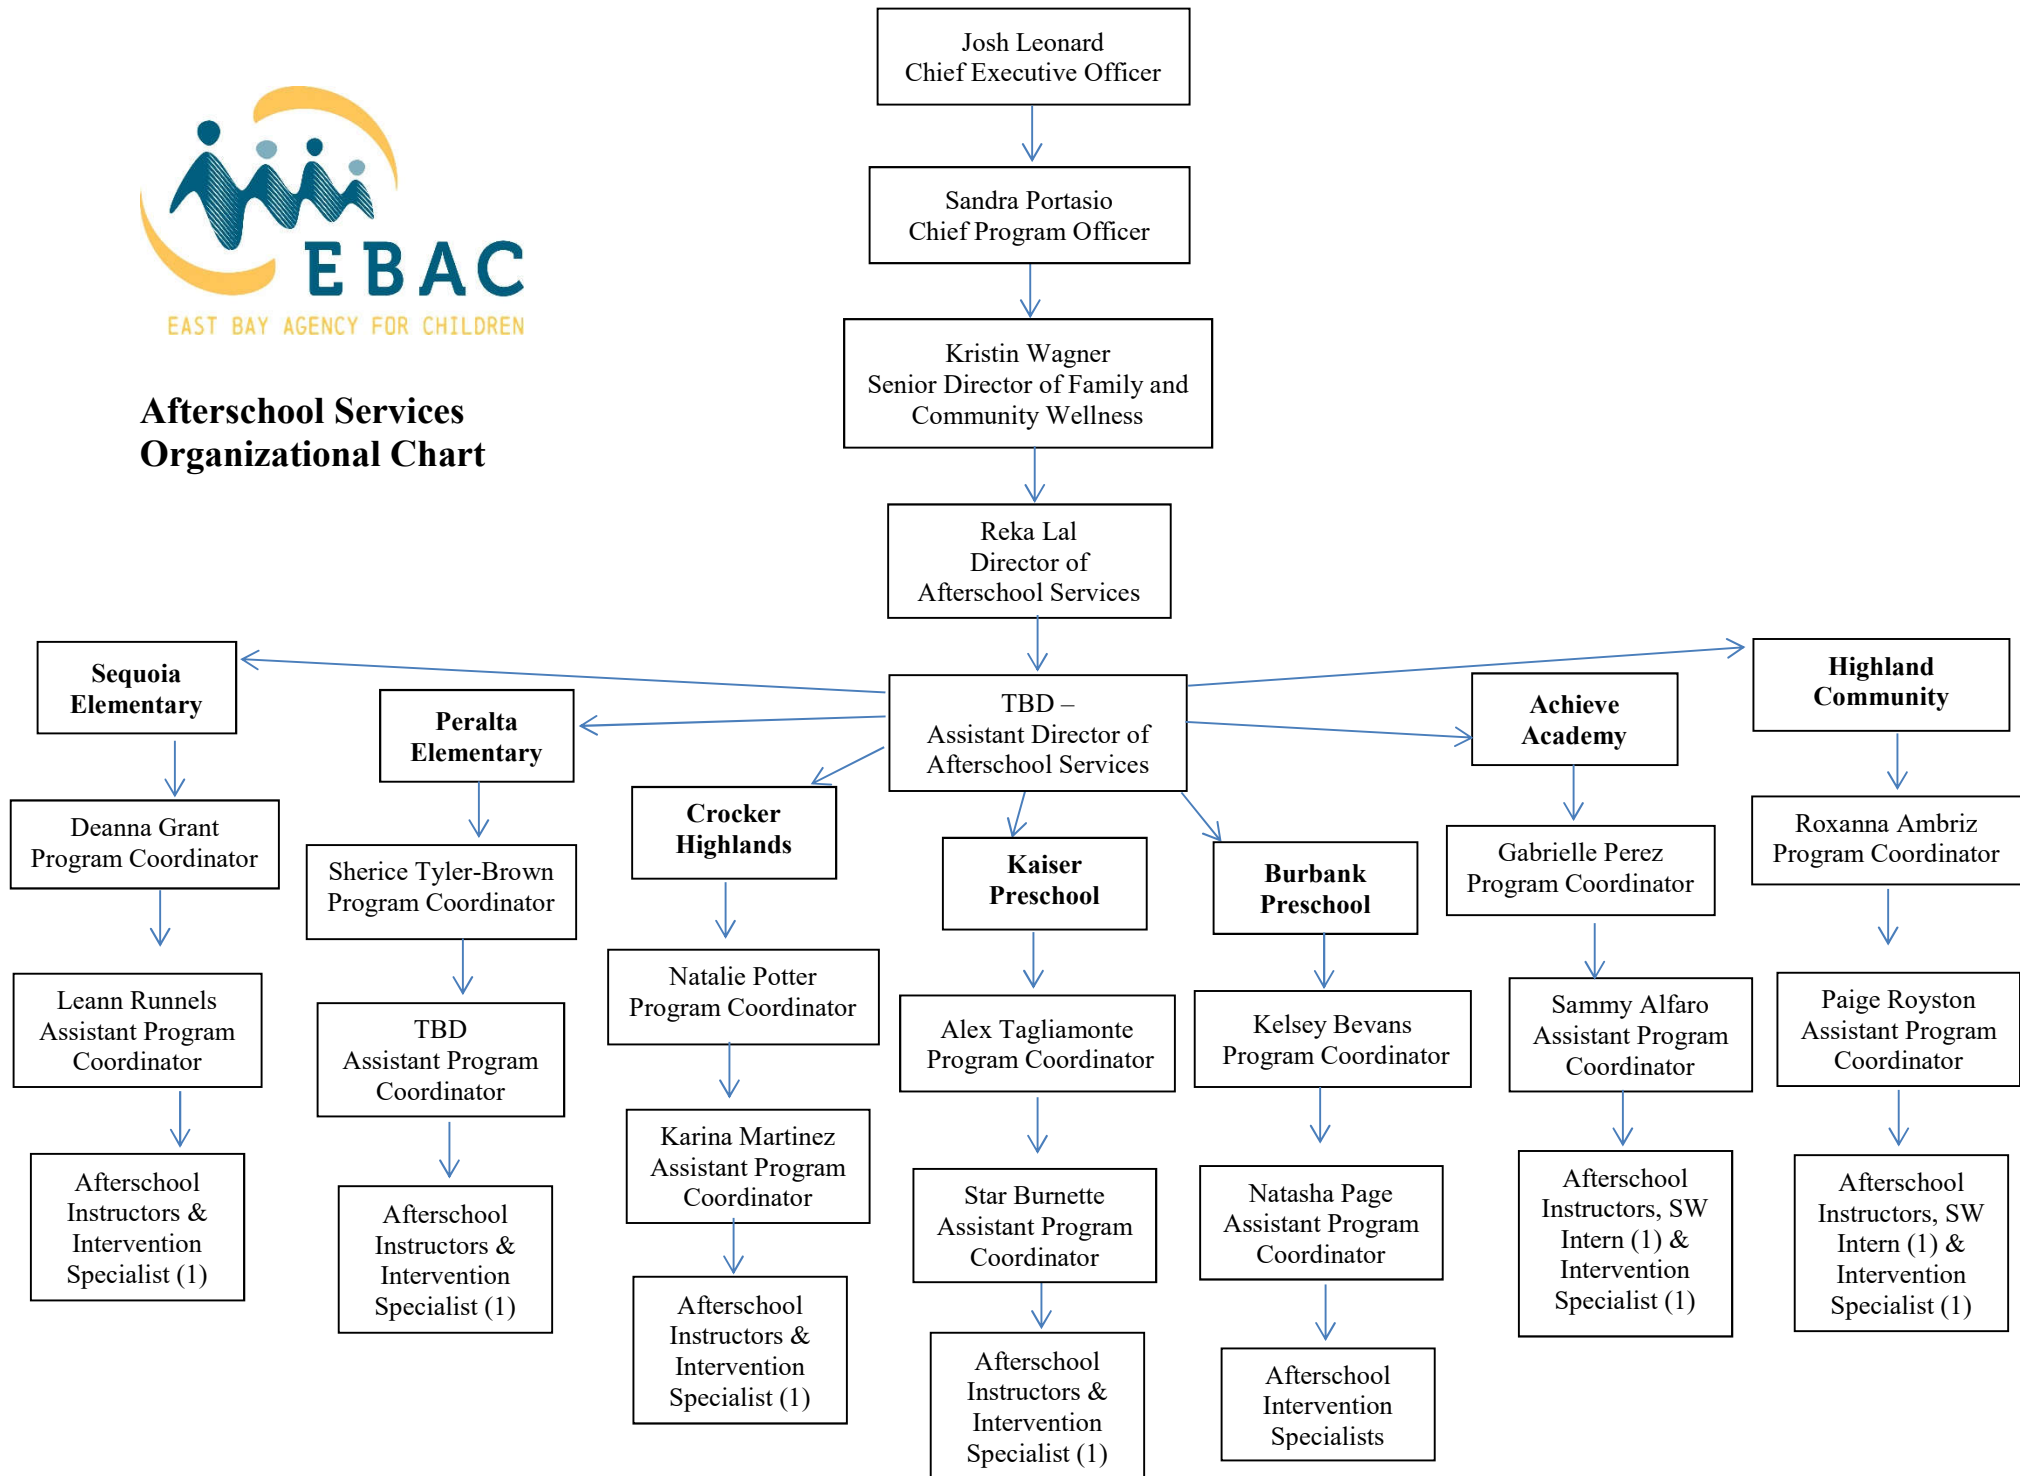 Josh Leonard
Chief Executive Officer
EBAC
EAST BAY AGENCY FOR CHILDREN
Afterschool Services
Organizational Chart
Sandra Portasio
Chief Program Officer
Kristin Wagner
Senior Director of Family and
Community Wellness
Reka Lal
Director of
Afterschool Services
TBD –
Assistant Director of
Afterschool Services
Sequoia
Elementary
Deanna Grant
Program Coordinator
Leann Runnels
Assistant Program
Coordinator
Afterschool
Instructors &
Intervention
Specialist (1)
Peralta
Elementary
Sherice Tyler-Brown
Program Coordinator
TBD
Assistant Program
Coordinator
Afterschool
Instructors &
Intervention
Specialist (1)
Crocker
Highlands
Natalie Potter
Program Coordinator
Karina Martinez
Assistant Program
Coordinator
Afterschool
Instructors &
Intervention
Specialist (1)
Kaiser
Preschool
Alex Tagliamonte
Program Coordinator
Star Burnette
Assistant Program
Coordinator
Afterschool
Instructors &
Intervention
Specialist (1)
Burbank
Preschool
Kelsey Bevans
Program Coordinator
Natasha Page
Assistant Program
Coordinator
Afterschool
Intervention
Specialists
Achieve
Academy
Gabrielle Perez
Program Coordinator
Sammy Alfaro
Assistant Program
Coordinator
Afterschool
Instructors, SW
Intern (1) &
Intervention
Specialist (1)
Highland
Community
Roxanna Ambriz
Program Coordinator
Paige Royston
Assistant Program
Coordinator
Afterschool
Instructors, SW
Intern (1) &
Intervention
Specialist (1)